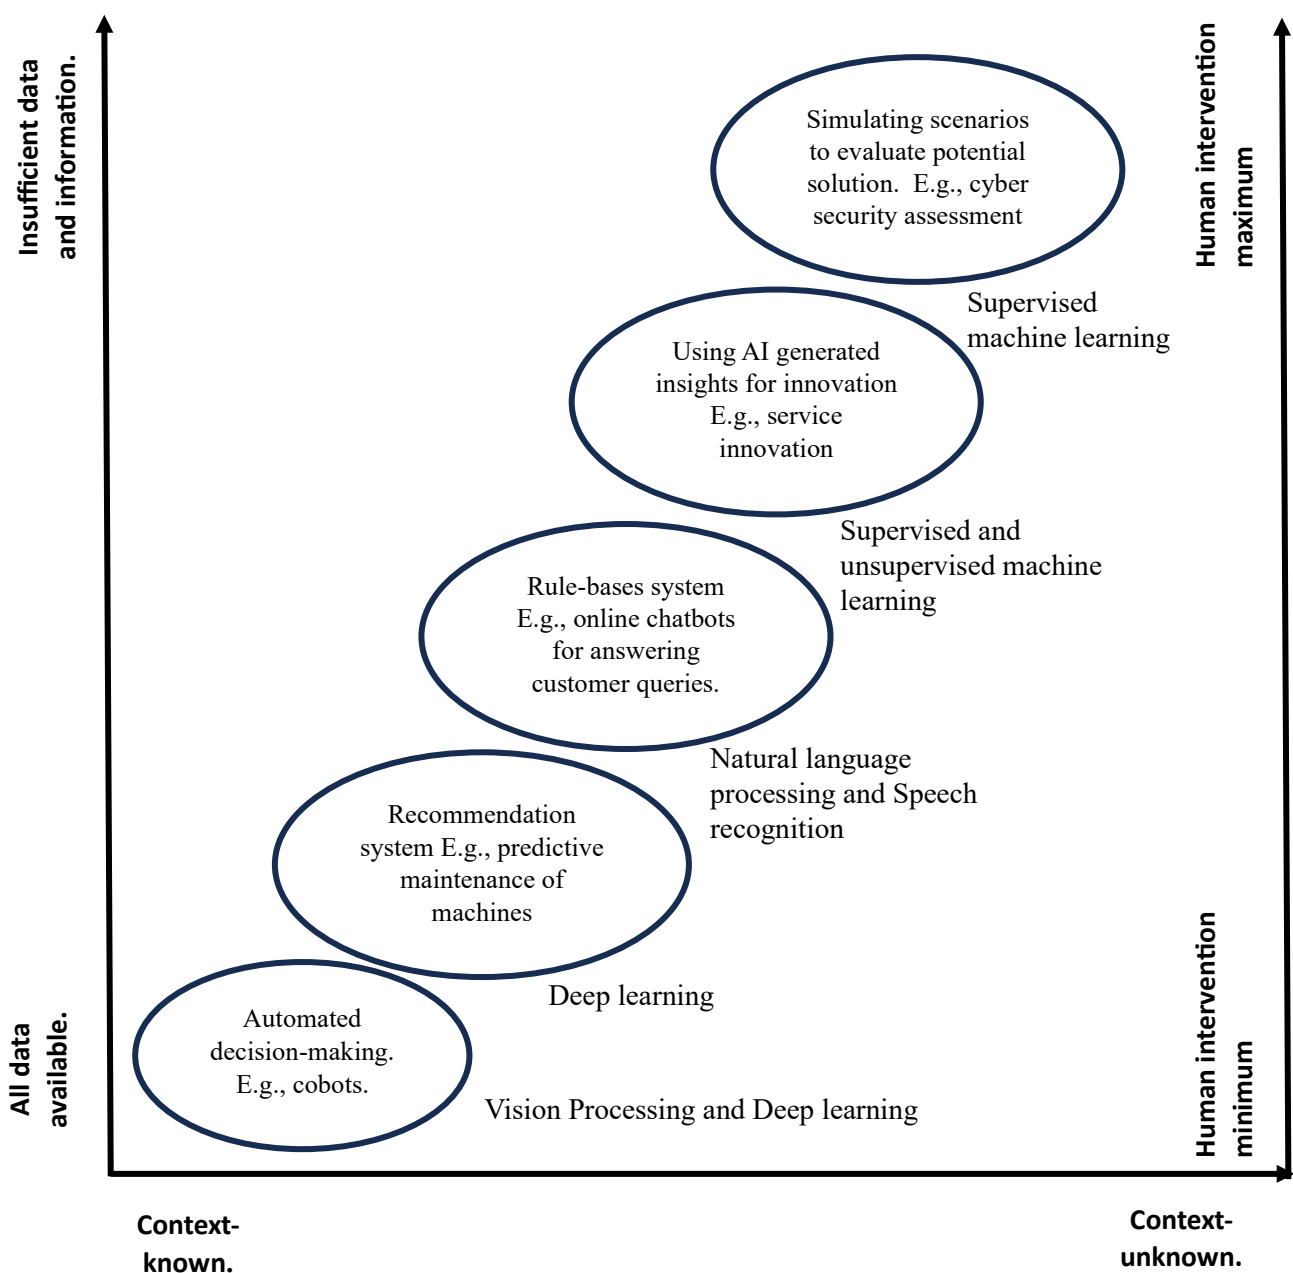 Insufficient data
and information.
Human intervention
maximum
Simulating scenarios
to evaluate potential
solution.  E.g., cyber
security assessment
Supervised
machine learning
Using AI generated
insights for innovation
E.g., service
innovation
Supervised and
unsupervised machine
learning
Rule-bases system
E.g., online chatbots
for answering
customer queries.
Natural language
processing and Speech
recognition
Recommendation
system E.g., predictive
maintenance of
machines
Deep learning
Automated
decision-making.
E.g., cobots.
Vision Processing and Deep learning
All data
available.
Human intervention
minimum
Context-
known.
Context-
unknown.